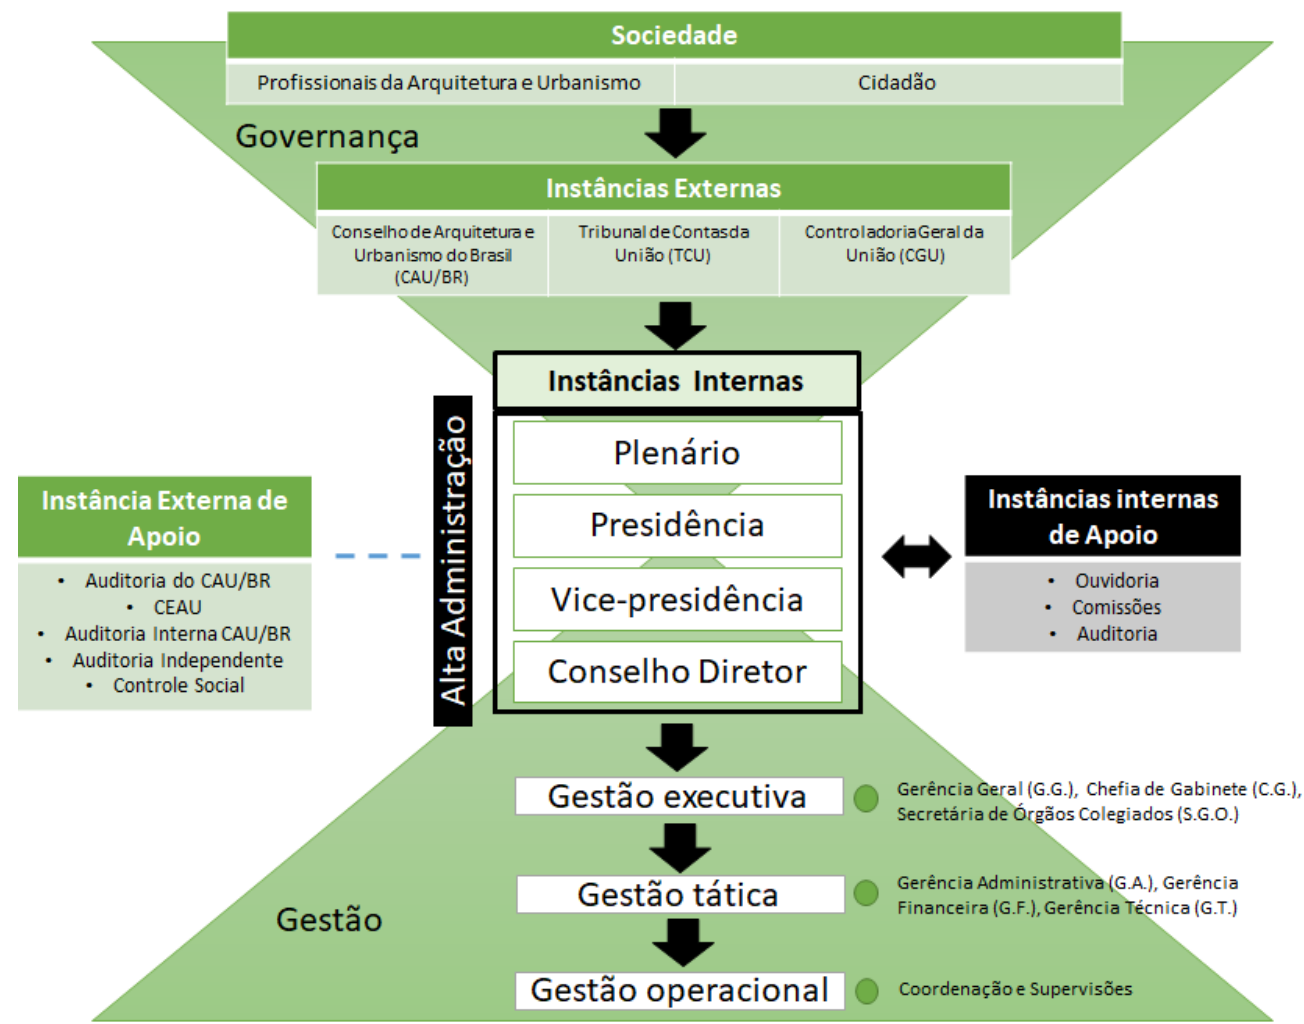 Sociedade
Profissionais da Arquitetura e Urbanismo
Cidadão
Governança
Instâncias Externas
Conselho de Arquitetura e
Urbanismo do Brasil
(CAU/BR)
Tribunal de Contas da
União (TCU)
Controladoria Geral da
União (CGU)
Instâncias Internas
Alta Administração
Plenário
Presidência
Vice-presidência
Conselho Diretor
Instância Externa de
Apoio
• Auditoria do CAU/BR
• CEAU
• Auditoria Interna CAU/BR
• Auditoria Independente
• Controle Social
Instâncias internas
de Apoio
• Ouvidoria
• Comissões
• Auditoria
Gestão executiva
Gerência Geral (G.G.), Chefia de Gabinete (C.G.),
Secretária de Órgãos Colegiados (S.G.O.)
Gestão tática
Gerência Administrativa (G.A.), Gerência
Financeira (G.F.), Gerência Técnica (G.T.)
Gestão
Gestão operacional
Coordenação e Supervisões